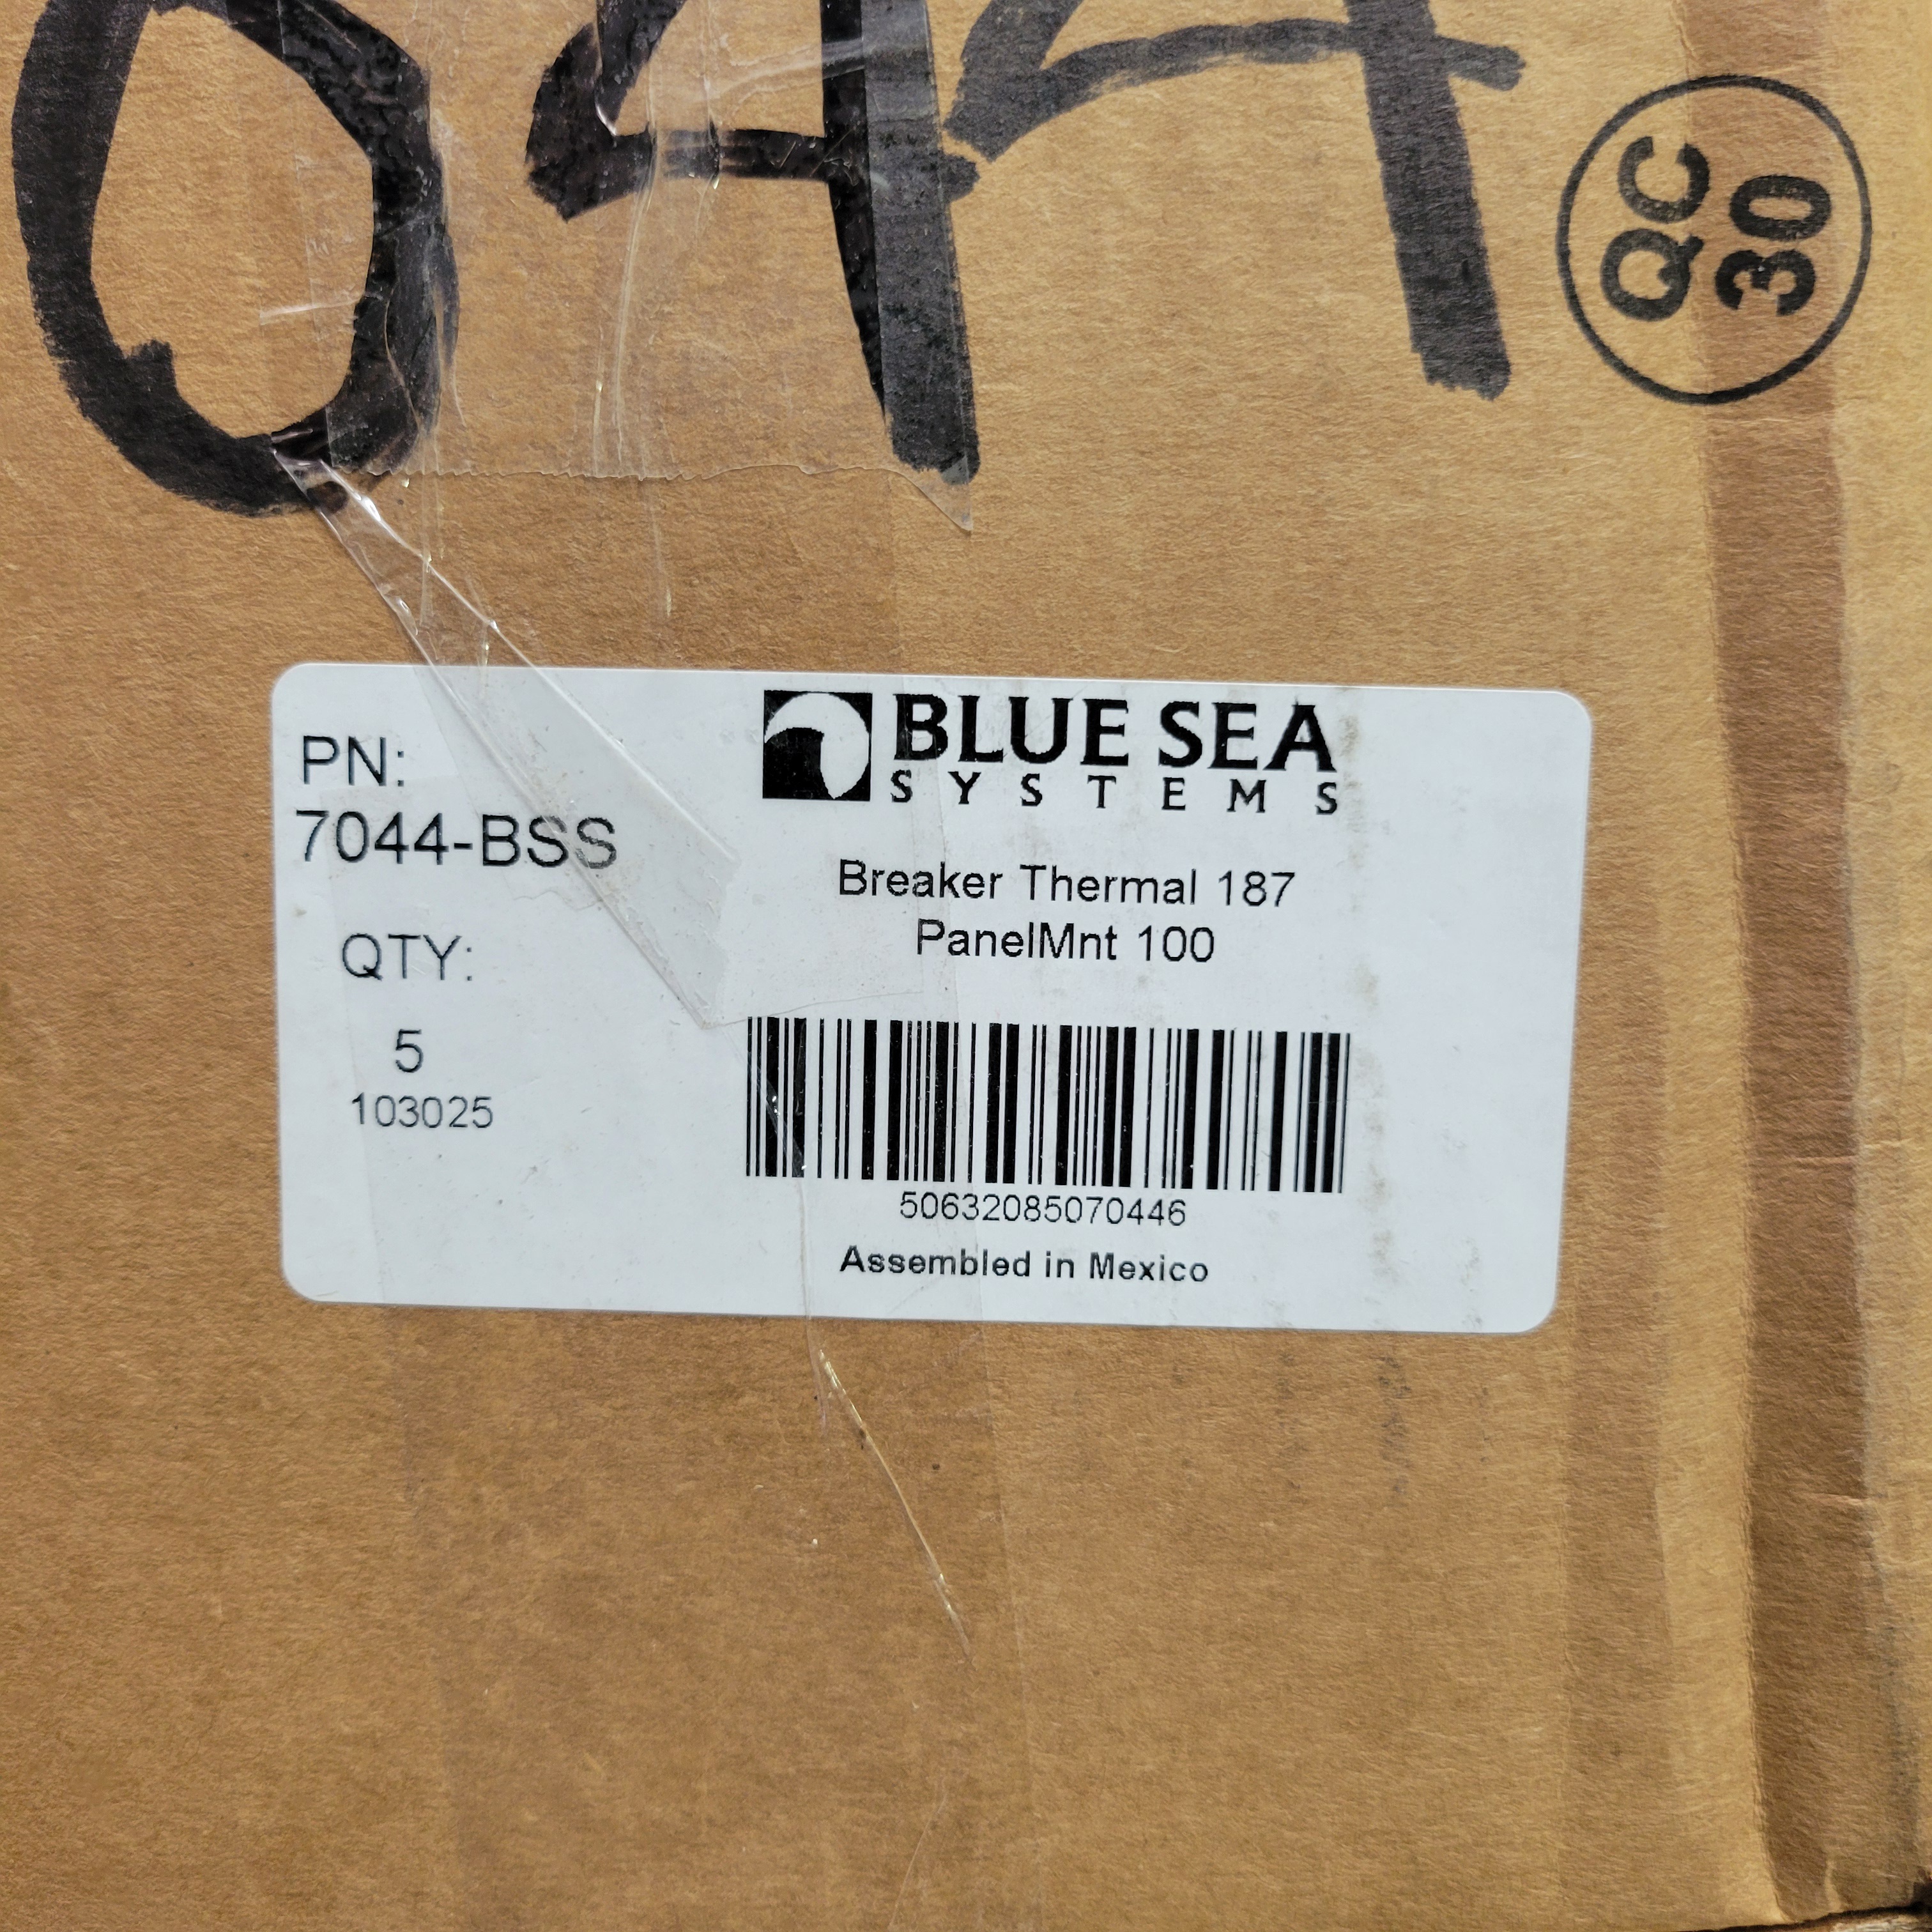 044
QC
30
BLUE SEA
SYSTEMS
PN:
7044-BSS
Breaker Thermal 187
PanelMnt 100
QTY:
5
103025
50632085070446
Assembled in Mexico